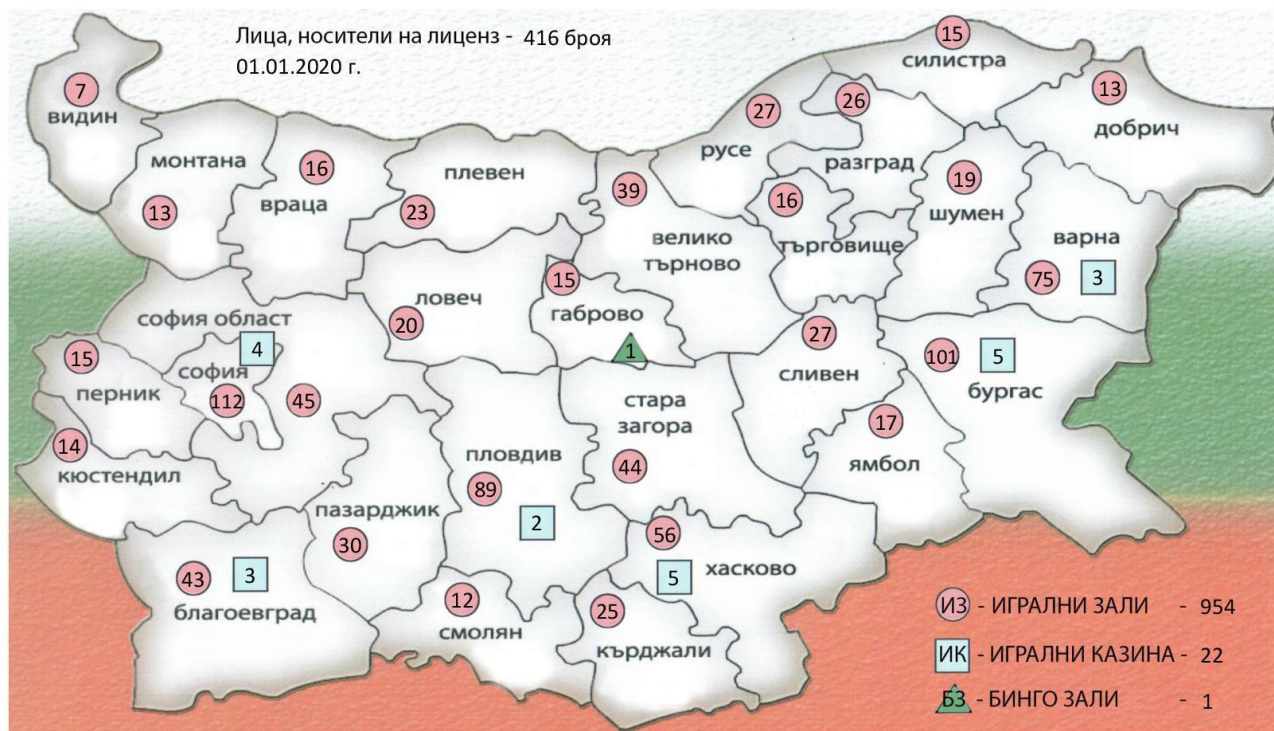 Лица, носители на лиценз - 416 броя
01.01.2020 г.
15
силистра
7
видин
13
добрич
27
русе
26
разград
монтана
13
16
враца
плевен
23
39
велико
търново
16
търговище
19
шумен
варна
75
3
15
габрово
1
ловеч
20
софия област
4
софия
112
45
15
перник
14
кюстендил
27
сливен
101
5
бургас
17
ямбол
стара
загора
44
пловдив
89
2
пазарджик
30
43
3
благоевград
12
смолян
56
5
хасково
25
кърджали
ИЗ - ИГРАЛНИ ЗАЛИ - 954
ИК - ИГРАЛНИ КАЗИНА - 22
БЗ - БИНГО ЗАЛИ - 1